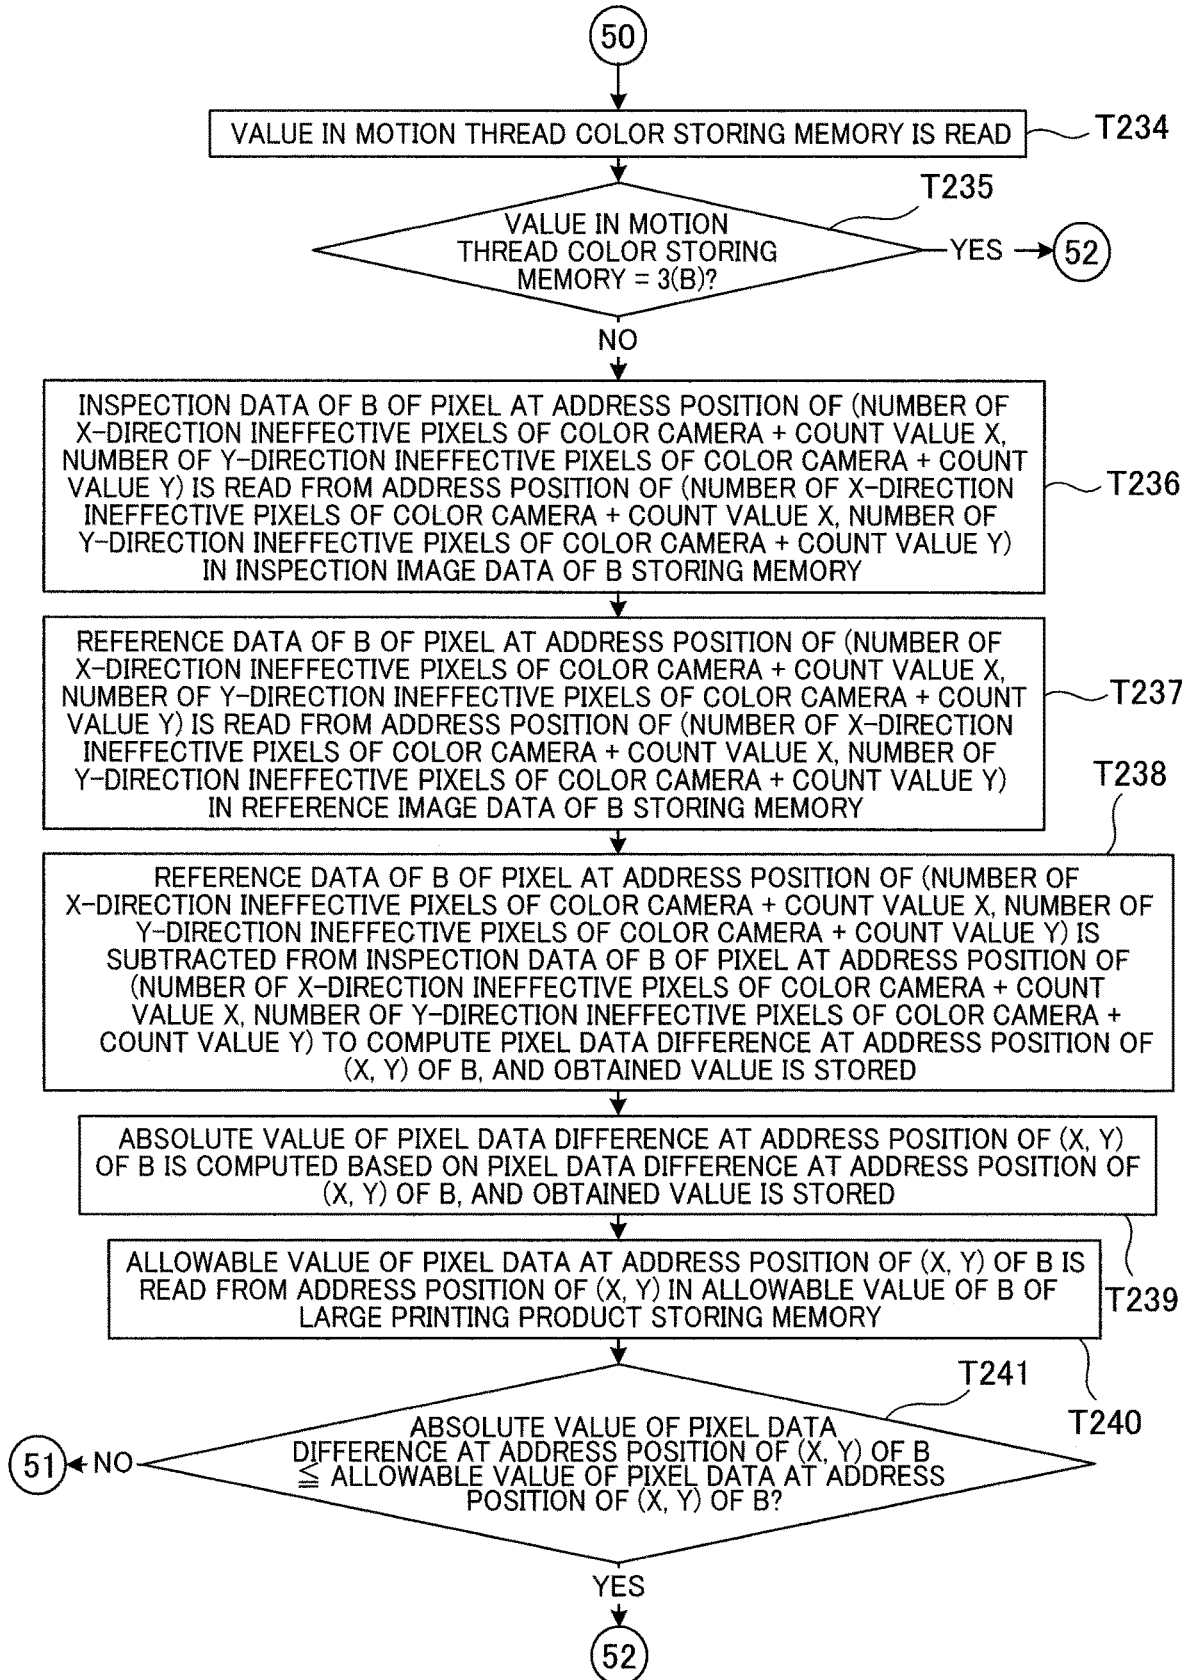 50
VALUE IN MOTION THREAD COLOR STORING MEMORY IS READ
T234
T235
VALUE IN MOTION
THREAD COLOR STORING
MEMORY = 3(B)?
YES
52
NO
INSPECTION DATA OF B OF PIXEL AT ADDRESS POSITION OF (NUMBER OF
X-DIRECTION INEFFECTIVE PIXELS OF COLOR CAMERA + COUNT VALUE X,
NUMBER OF Y-DIRECTION INEFFECTIVE PIXELS OF COLOR CAMERA + COUNT
VALUE Y) IS READ FROM ADDRESS POSITION OF (NUMBER OF X-DIRECTION
INEFFECTIVE PIXELS OF COLOR CAMERA + COUNT VALUE X, NUMBER OF
Y-DIRECTION INEFFECTIVE PIXELS OF COLOR CAMERA + COUNT VALUE Y)
IN INSPECTION IMAGE DATA OF B STORING MEMORY
T236
REFERENCE DATA OF B OF PIXEL AT ADDRESS POSITION OF (NUMBER OF
X-DIRECTION INEFFECTIVE PIXELS OF COLOR CAMERA + COUNT VALUE X,
NUMBER OF Y-DIRECTION INEFFECTIVE PIXELS OF COLOR CAMERA + COUNT
VALUE Y) IS READ FROM ADDRESS POSITION OF (NUMBER OF X-DIRECTION
INEFFECTIVE PIXELS OF COLOR CAMERA + COUNT VALUE X, NUMBER OF
Y-DIRECTION INEFFECTIVE PIXELS OF COLOR CAMERA + COUNT VALUE Y)
IN REFERENCE IMAGE DATA OF B STORING MEMORY
T237
T238
REFERENCE DATA OF B OF PIXEL AT ADDRESS POSITION OF (NUMBER OF
X-DIRECTION INEFFECTIVE PIXELS OF COLOR CAMERA + COUNT VALUE X, NUMBER OF
Y-DIRECTION INEFFECTIVE PIXELS OF COLOR CAMERA + COUNT VALUE Y) IS
SUBTRACTED FROM INSPECTION DATA OF B OF PIXEL AT ADDRESS POSITION OF
(NUMBER OF X-DIRECTION INEFFECTIVE PIXELS OF COLOR CAMERA + COUNT
VALUE X, NUMBER OF Y-DIRECTION INEFFECTIVE PIXELS OF COLOR CAMERA +
COUNT VALUE Y) TO COMPUTE PIXEL DATA DIFFERENCE AT ADDRESS POSITION OF
(X, Y) OF B, AND OBTAINED VALUE IS STORED
ABSOLUTE VALUE OF PIXEL DATA DIFFERENCE AT ADDRESS POSITION OF (X, Y)
OF B IS COMPUTED BASED ON PIXEL DATA DIFFERENCE AT ADDRESS POSITION OF
(X, Y) OF B, AND OBTAINED VALUE IS STORED
T239
ALLOWABLE VALUE OF PIXEL DATA AT ADDRESS POSITION OF (X, Y) OF B IS
READ FROM ADDRESS POSITION OF (X, Y) IN ALLOWABLE VALUE OF B OF
LARGE PRINTING PRODUCT STORING MEMORY
T240
T241
ABSOLUTE VALUE OF PIXEL DATA
DIFFERENCE AT ADDRESS POSITION OF (X, Y) OF B
≦ ALLOWABLE VALUE OF PIXEL DATA AT ADDRESS
POSITION OF (X, Y) OF B?
51
NO
YES
52